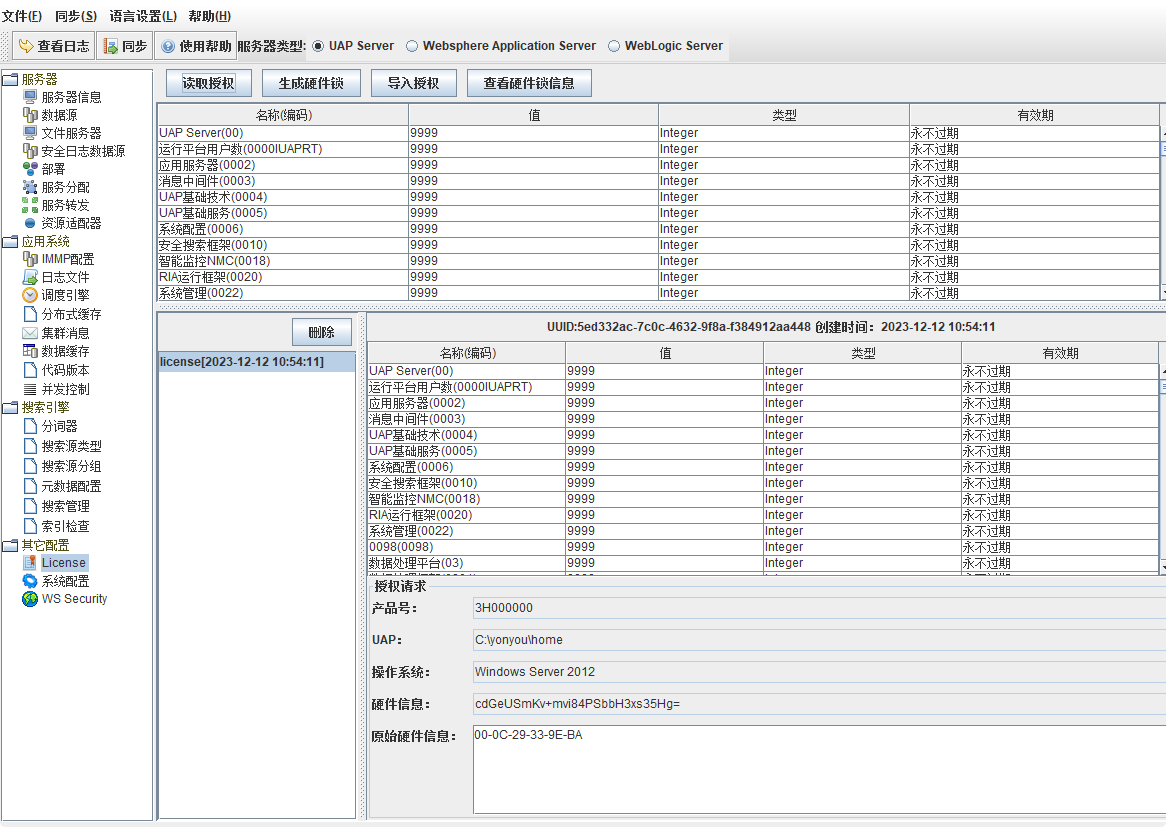 文件(F) 同步(S) 语言设置(L) 帮助(H)
查看日志 同步 使用帮助 服务器类型: UAP Server Websphere Application Server WebLogic Server
服务器
服务器信息
数据源
文件服务器
安全日志数据源
部署
服务分配
服务转发
资源适配器
应用系统
IMMP配置
日志文件
调度引擎
分布式缓存
集群消息
数据缓存
代码版本
并发控制
搜索引擎
分词器
搜索源类型
搜索源分组
元数据配置
搜索管理
索引检查
其它配置
License
系统配置
WS Security
读取授权 生成硬件锁 导入授权 查看硬件锁信息
名称(编码) 值 类型 有效期
UAP Server(00) 9999 Integer 永不过期
运行平台用户数(0000IUAPRT) 9999 Integer 永不过期
应用服务器(0002) 9999 Integer 永不过期
消息中间件(0003) 9999 Integer 永不过期
UAP基础技术(0004) 9999 Integer 永不过期
UAP基础服务(0005) 9999 Integer 永不过期
系统配置(0006) 9999 Integer 永不过期
安全搜索框架(0010) 9999 Integer 永不过期
智能监控NMC(0018) 9999 Integer 永不过期
RIA运行框架(0020) 9999 Integer 永不过期
系统管理(0022) 9999 Integer 永不过期
删除
license[2023-12-12 10:54:11]
UUID:5ed332ac-7c0c-4632-9f8a-f384912aa448 创建时间：2023-12-12 10:54:11
名称(编码) 值 类型 有效期
UAP Server(00) 9999 Integer 永不过期
运行平台用户数(0000IUAPRT) 9999 Integer 永不过期
应用服务器(0002) 9999 Integer 永不过期
消息中间件(0003) 9999 Integer 永不过期
UAP基础技术(0004) 9999 Integer 永不过期
UAP基础服务(0005) 9999 Integer 永不过期
系统配置(0006) 9999 Integer 永不过期
安全搜索框架(0010) 9999 Integer 永不过期
智能监控NMC(0018) 9999 Integer 永不过期
RIA运行框架(0020) 9999 Integer 永不过期
系统管理(0022) 9999 Integer 永不过期
0098(0098) 9999 Integer 永不过期
数据处理平台(03) 9999 Integer 永不过期
授权请求
产品号： 3H000000
UAP： C:\yonyou\home
操作系统： Windows Server 2012
硬件信息： cdGeUSmKv+mvi84PSbbH3xs35Hg=
原始硬件信息： 00-0C-29-33-9E-BA